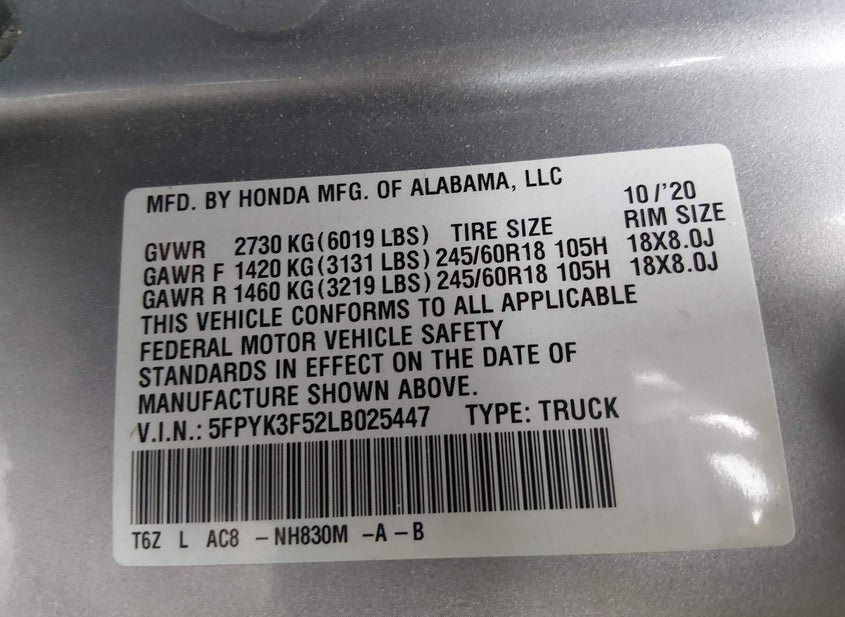 MFD. BY HONDA MFG. OF ALABAMA, LLC 10/'20
GVWR 2730 KG(6019 LBS) TIRE SIZE RIM SIZE
GAWR F 1420 KG(3131 LBS) 245/60R18 105H 18X8.0J
GAWR R 1460 KG(3219 LBS) 245/60R18 105H 18X8.0J
THIS VEHICLE CONFORMS TO ALL APPLICABLE
FEDERAL MOTOR VEHICLE SAFETY
STANDARDS IN EFFECT ON THE DATE OF
MANUFACTURE SHOWN ABOVE.
V.I.N.: 5FPYK3F52LB025447 TYPE: TRUCK
T6Z L AC8 -NH830M -A -B